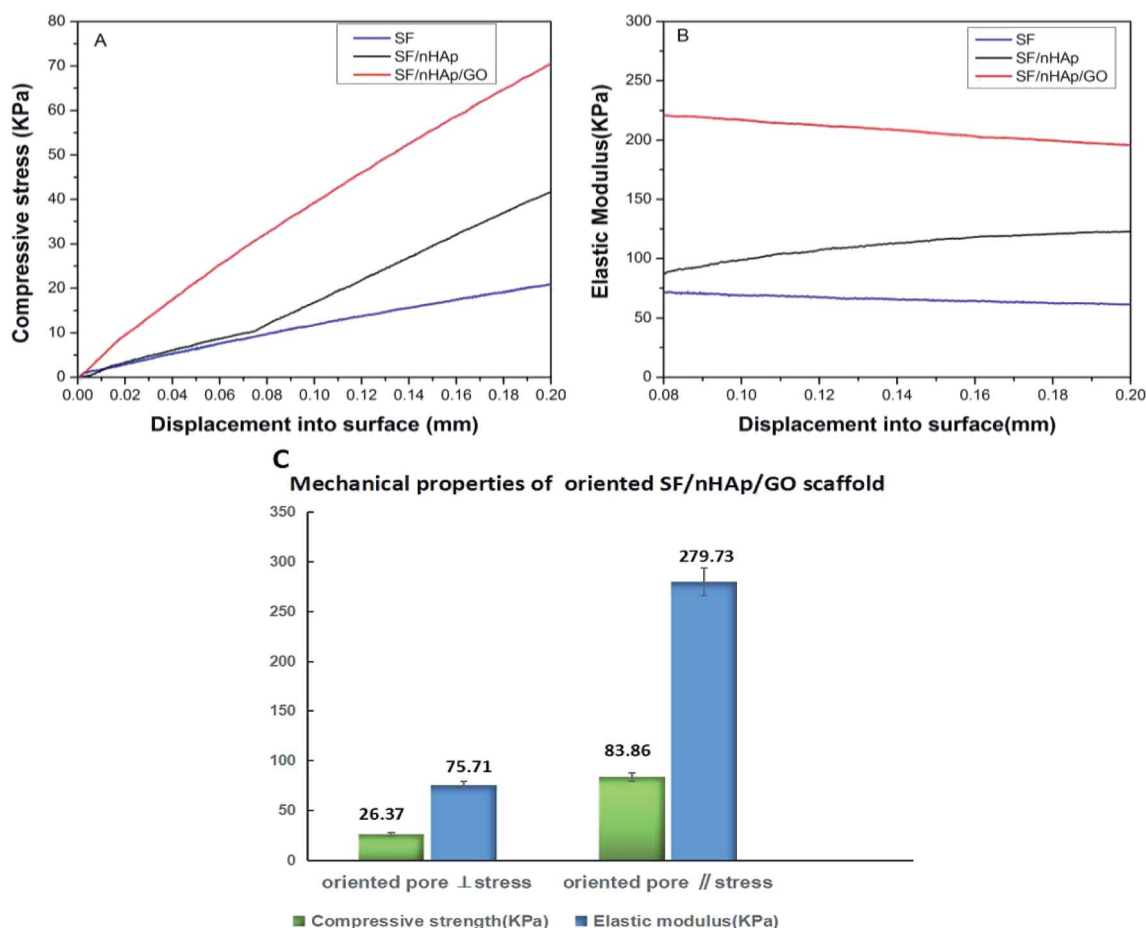 A
SF
SF/nHAp
SF/nHAp/GO
80
70
60
50
40
30
20
10
0
Compressive stress (KPa)
0.00 0.02 0.04 0.06 0.08 0.10 0.12 0.14 0.16 0.18 0.20
Displacement into surface (mm)
B
SF
SF/nHAp
SF/nHAp/GO
300
250
200
150
100
50
0
Elastic Modulus(KPa)
0.08 0.10 0.12 0.14 0.16 0.18 0.20
Displacement into surface(mm)
C
Mechanical properties of oriented SF/nHAp/GO scaffold
350
300
250
200
150
100
50
0
26.37
75.71
83.86
279.73
oriented pore ⊥stress
oriented pore ∥ stress
Compressive strength(KPa)
Elastic modulus(KPa)